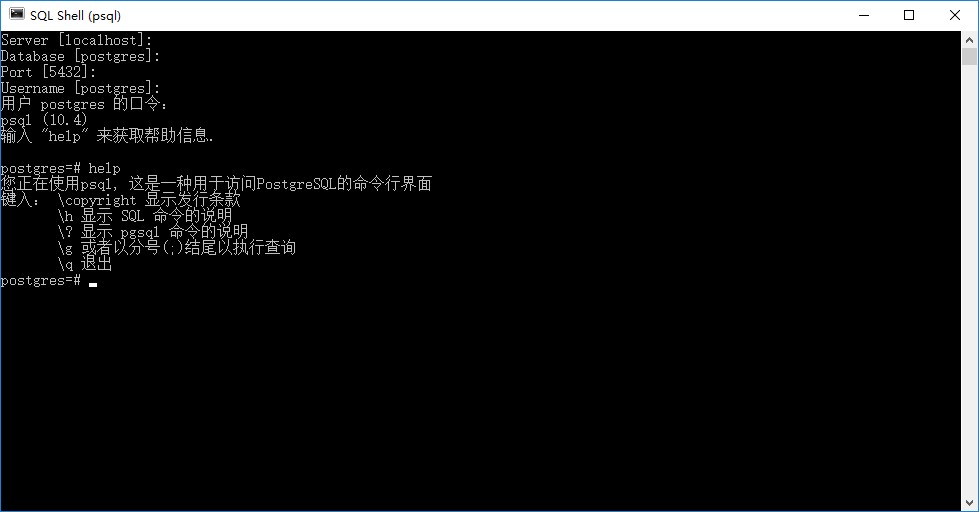 SQL Shell (psql)
Server [localhost]:
Database [postgres]:
Port [5432]:
Username [postgres]:
用户 postgres 的口令：
psql (10.4)
输入 "help" 来获取帮助信息.
postgres=# help
您正在使用psql, 这是一种用于访问PostgreSQL的命令行界面
键入： \copyright 显示发行条款
\h 显示 SQL 命令的说明
\? 显示 pgsql 命令的说明
\g 或者以分号(;)结尾以执行查询
\q 退出
postgres=#